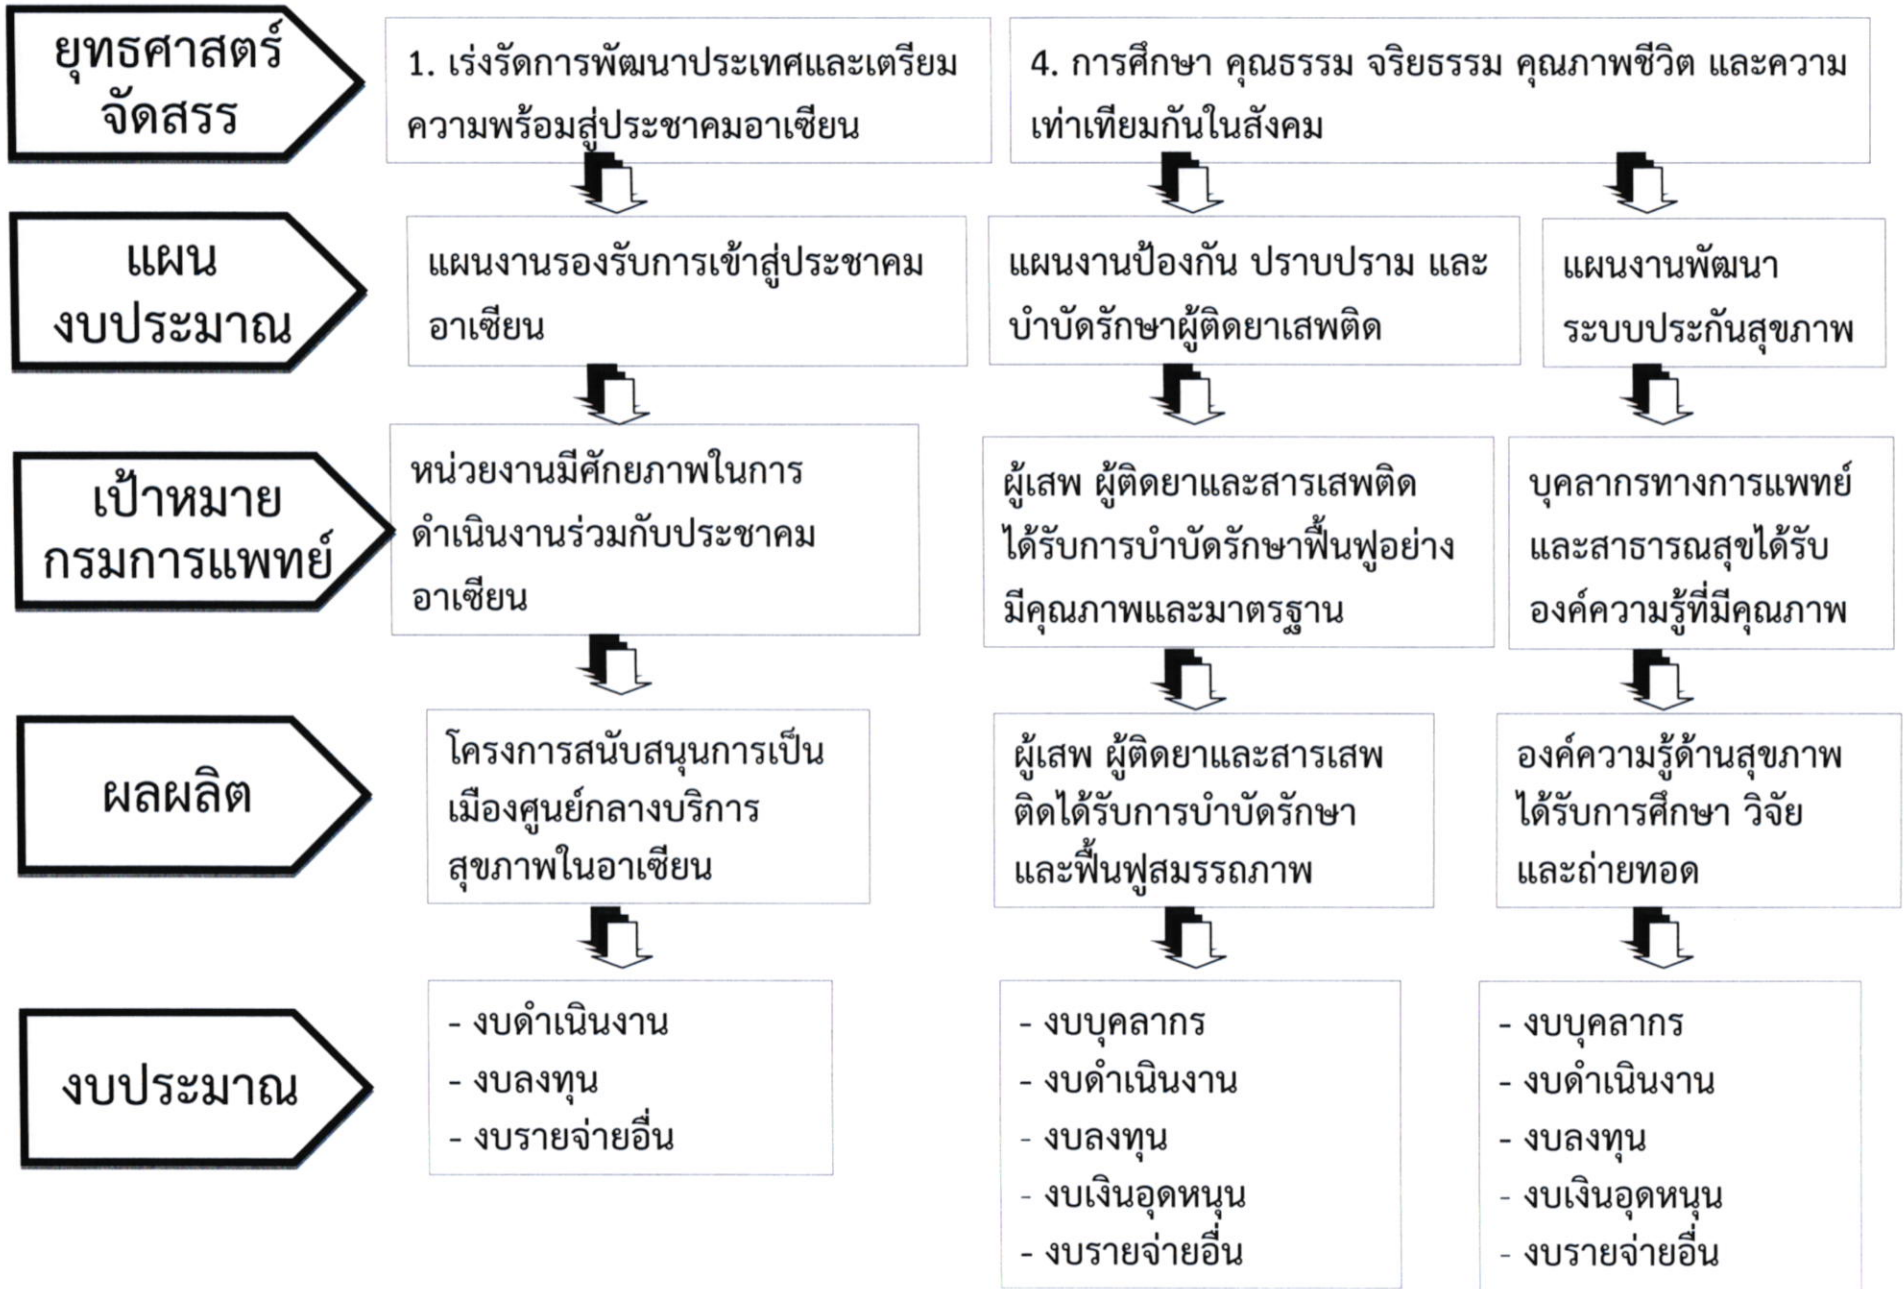 ยุทธศาสตร์
จัดสรร
1. เร่งรัดการพัฒนาประเทศและเตรียม
ความพร้อมสู่ประชาคมอาเซียน
4. การศึกษา คุณธรรม จริยธรรม คุณภาพชีวิต และความ
เท่าเทียมกันในสังคม
แผน
งบประมาณ
แผนงานรองรับการเข้าสู่ประชาคม
อาเซียน
แผนงานป้องกัน ปราบปราม และ
บำบัดรักษาผู้ติดยาเสพติด
แผนงานพัฒนา
ระบบประกันสุขภาพ
เป้าหมาย
กรมการแพทย์
หน่วยงานมีศักยภาพในการ
ดำเนินงานร่วมกับประชาคม
อาเซียน
ผู้เสพ ผู้ติดยาและสารเสพติด
ได้รับการบำบัดรักษาฟื้นฟูอย่าง
มีคุณภาพและมาตรฐาน
บุคลากรทางการแพทย์
และสาธารณสุขได้รับ
องค์ความรู้ที่มีคุณภาพ
ผลผลิต
โครงการสนับสนุนการเป็น
เมืองศูนย์กลางบริการ
สุขภาพในอาเซียน
ผู้เสพ ผู้ติดยาและสารเสพ
ติดได้รับการบำบัดรักษา
และฟื้นฟูสมรรถภาพ
องค์ความรู้ด้านสุขภาพ
ได้รับการศึกษา วิจัย
และถ่ายทอด
งบประมาณ
- งบดำเนินงาน
- งบลงทุน
- งบรายจ่ายอื่น
- งบบุคลากร
- งบดำเนินงาน
- งบลงทุน
- งบเงินอุดหนุน
- งบรายจ่ายอื่น
- งบบุคลากร
- งบดำเนินงาน
- งบลงทุน
- งบเงินอุดหนุน
- งบรายจ่ายอื่น